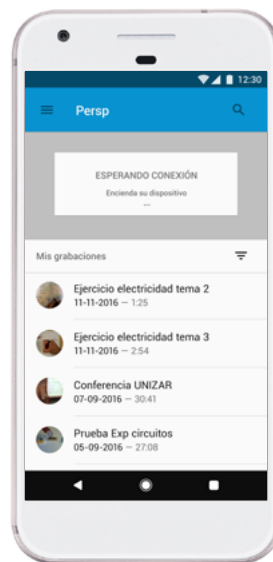 12:30
Persp
ESPERANDO CONEXIÓN
Encienda su dispositivo
...
Mis grabaciones
Ejercicio electricidad tema 2
11-11-2016 — 1:25
Ejercicio electricidad tema 3
11-11-2016 — 2:54
Conferencia UNIZAR
07-09-2016 — 30:41
Prueba Exp circuitos
05-09-2016 — 27:08